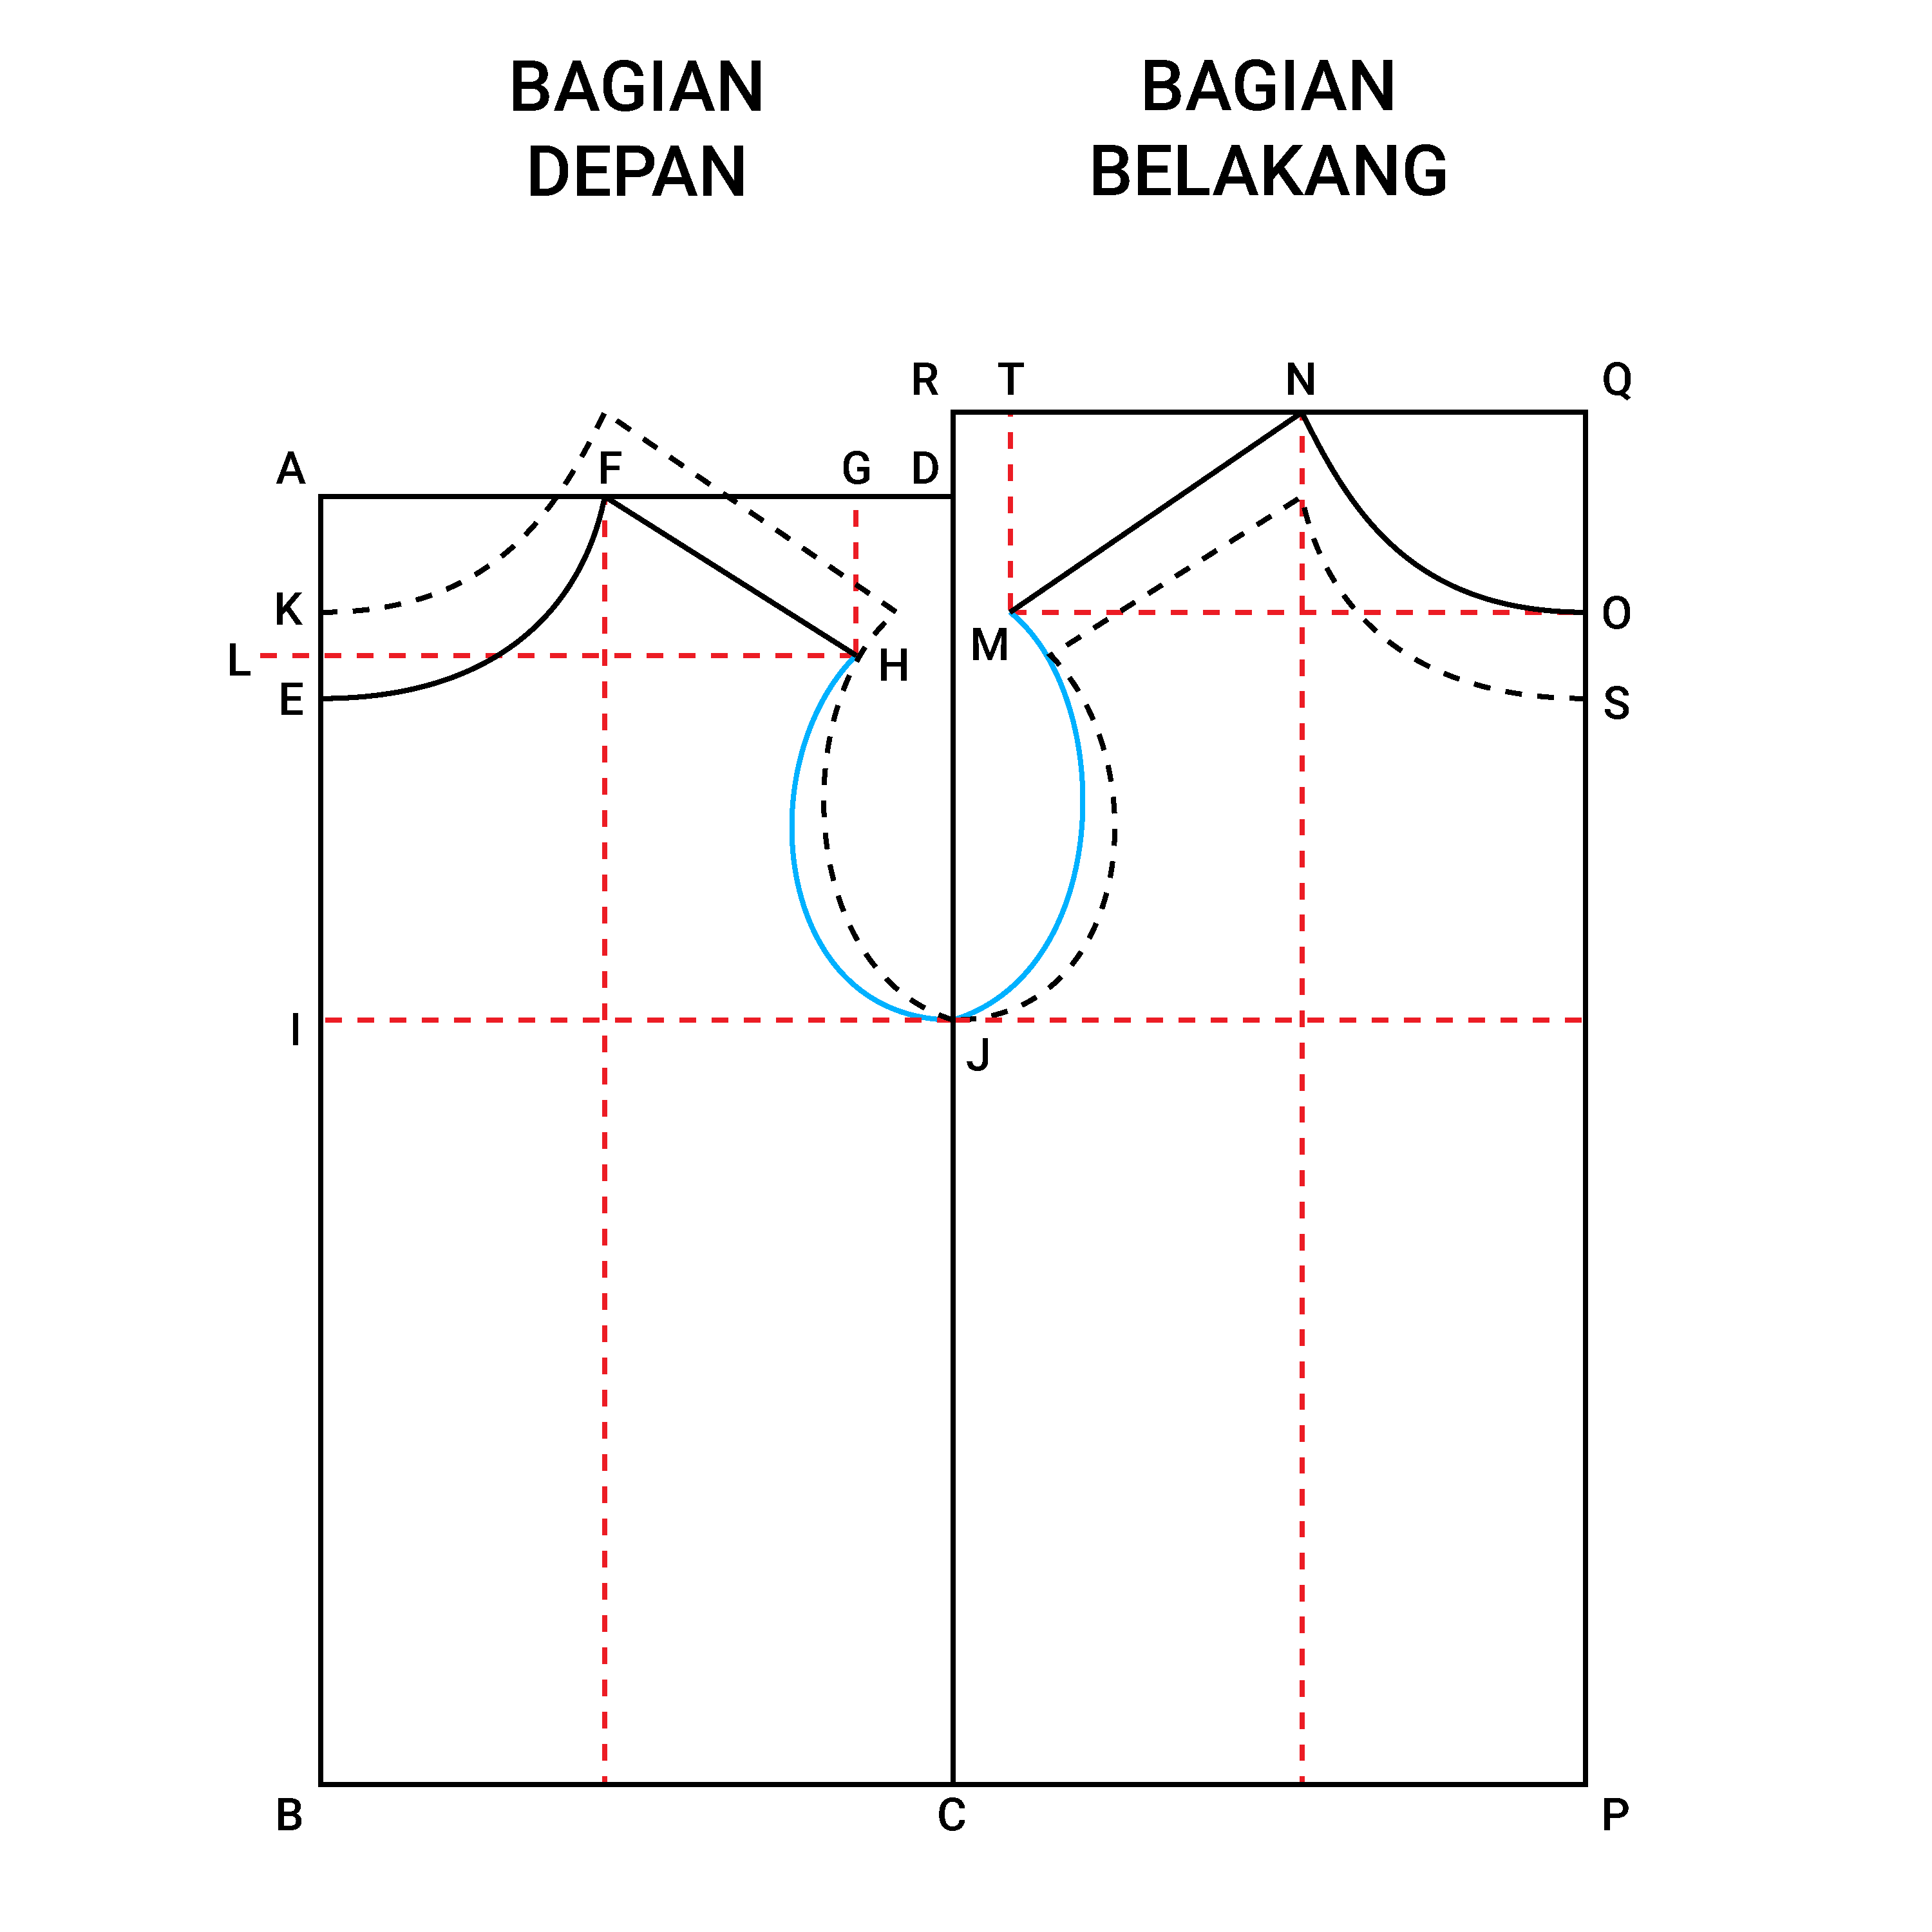 BAGIAN
DEPAN
BAGIAN
BELAKANG
R T N Q
A F G D
K O
L M H
E S
I
J
B C P